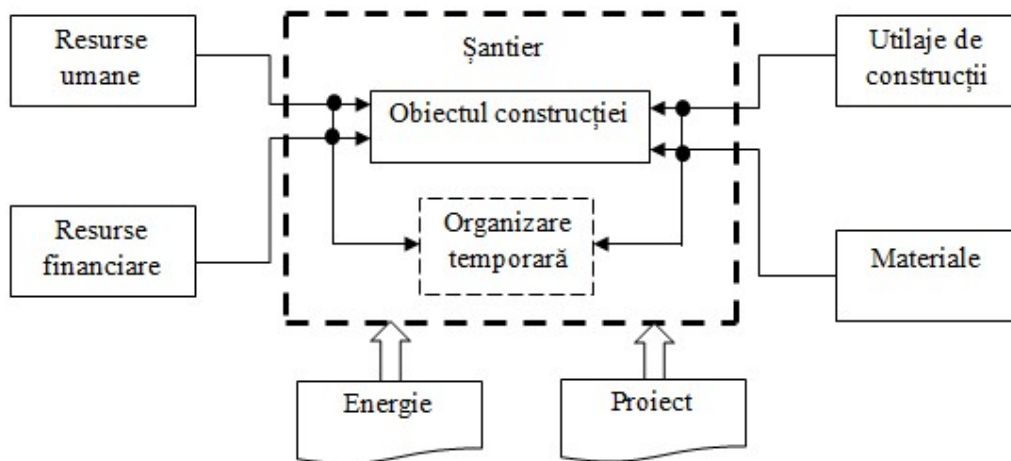 Resurse
umane
Șantier
Utilaje de
construcții
Obiectul construcției
Resurse
financiare
Organizare
temporară
Materiale
Energie
Proiect